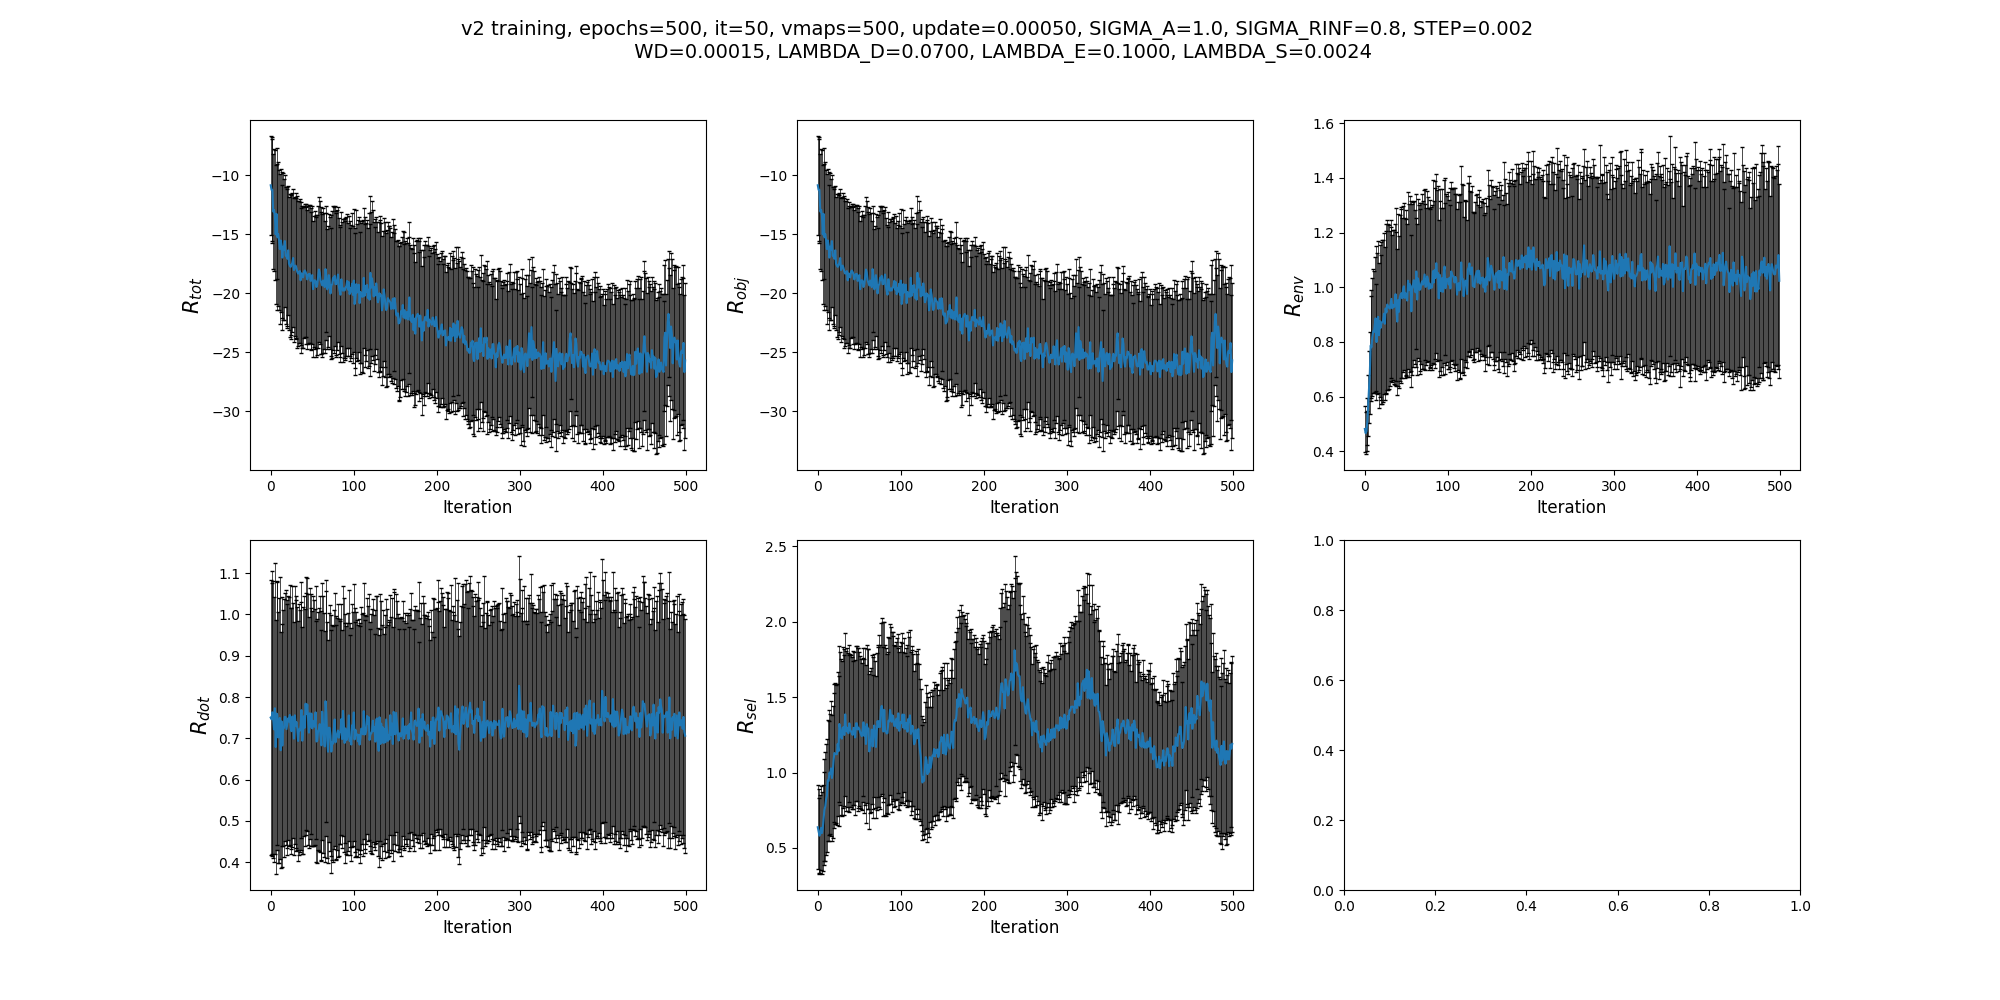 v2 training, epochs=500, it=50, vmaps=500, update=0.00050, SIGMA_A=1.0, SIGMA_RINF=0.8, STEP=0.002
WD=0.00015, LAMBDA_D=0.0700, LAMBDA_E=0.1000, LAMBDA_S=0.0024
R_tot
−10
−15
−20
−25
−30
0 100 200 300 400 500
Iteration
R_obj
−10
−15
−20
−25
−30
0 100 200 300 400 500
Iteration
R_env
1.6
1.4
1.2
1.0
0.8
0.6
0.4
0 100 200 300 400 500
Iteration
R_dot
1.1
1.0
0.9
0.8
0.7
0.6
0.5
0.4
0 100 200 300 400 500
Iteration
R_sel
2.5
2.0
1.5
1.0
0.5
0 100 200 300 400 500
Iteration
1.0
0.8
0.6
0.4
0.2
0.0
0.0 0.2 0.4 0.6 0.8 1.0